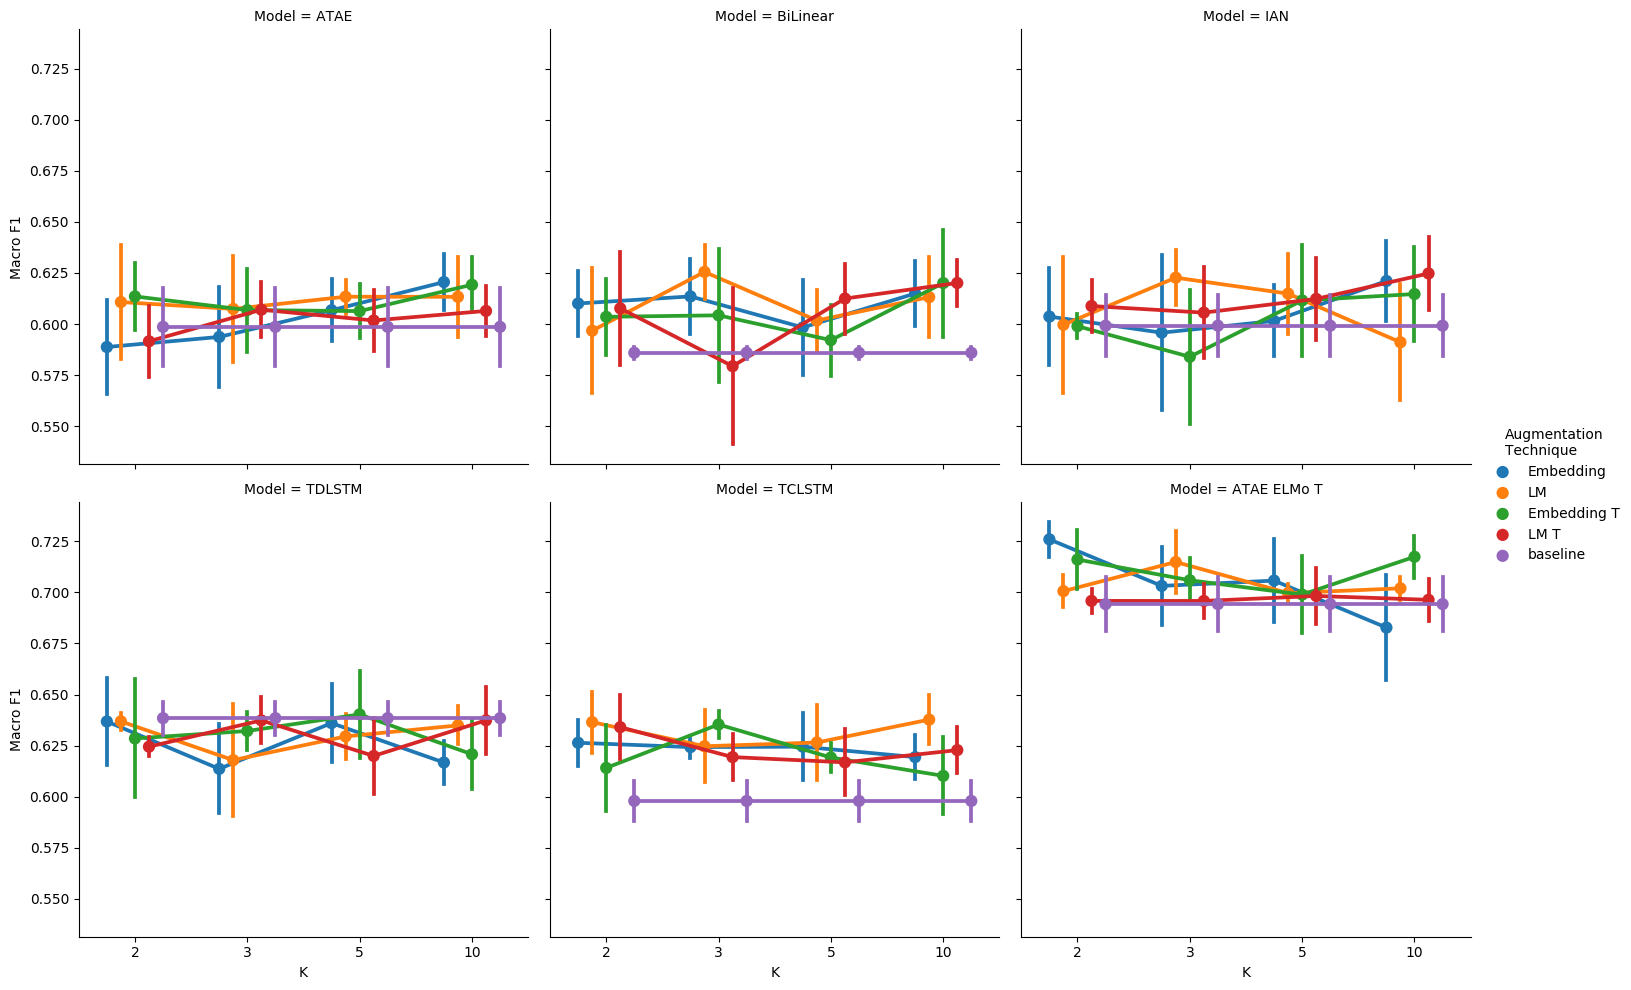 Model = ATAE
Model = BiLinear
Model = IAN
Macro F1
0.725
0.700
0.675
0.650
0.625
0.600
0.575
0.550
Model = TDLSTM
Model = TCLSTM
Model = ATAE ELMo T
Macro F1
0.725
0.700
0.675
0.650
0.625
0.600
0.575
0.550
2 3 5 10
2 3 5 10
2 3 5 10
K
K
K
Augmentation
Technique
Embedding
LM
Embedding T
LM T
baseline